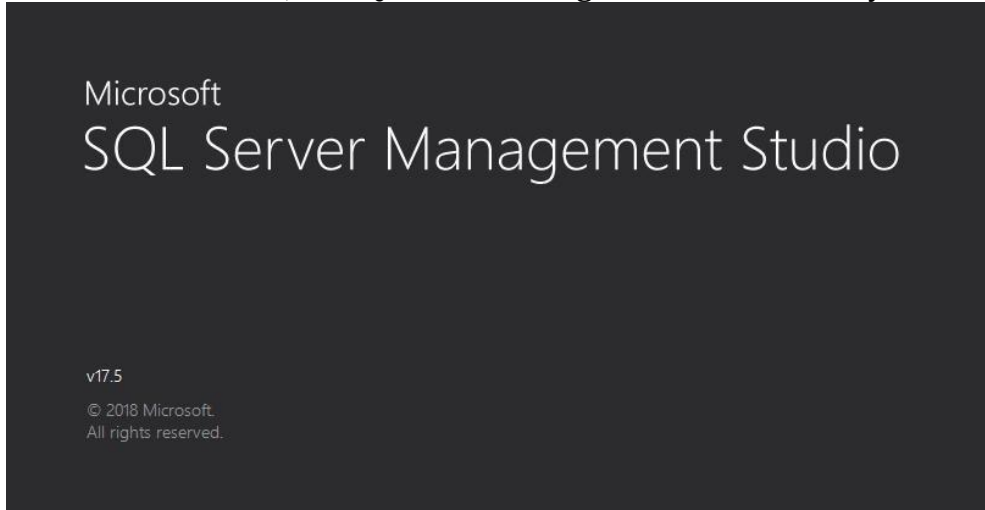 Microsoft
SQL Server Management Studio
v17.5
© 2018 Microsoft.
All rights reserved.